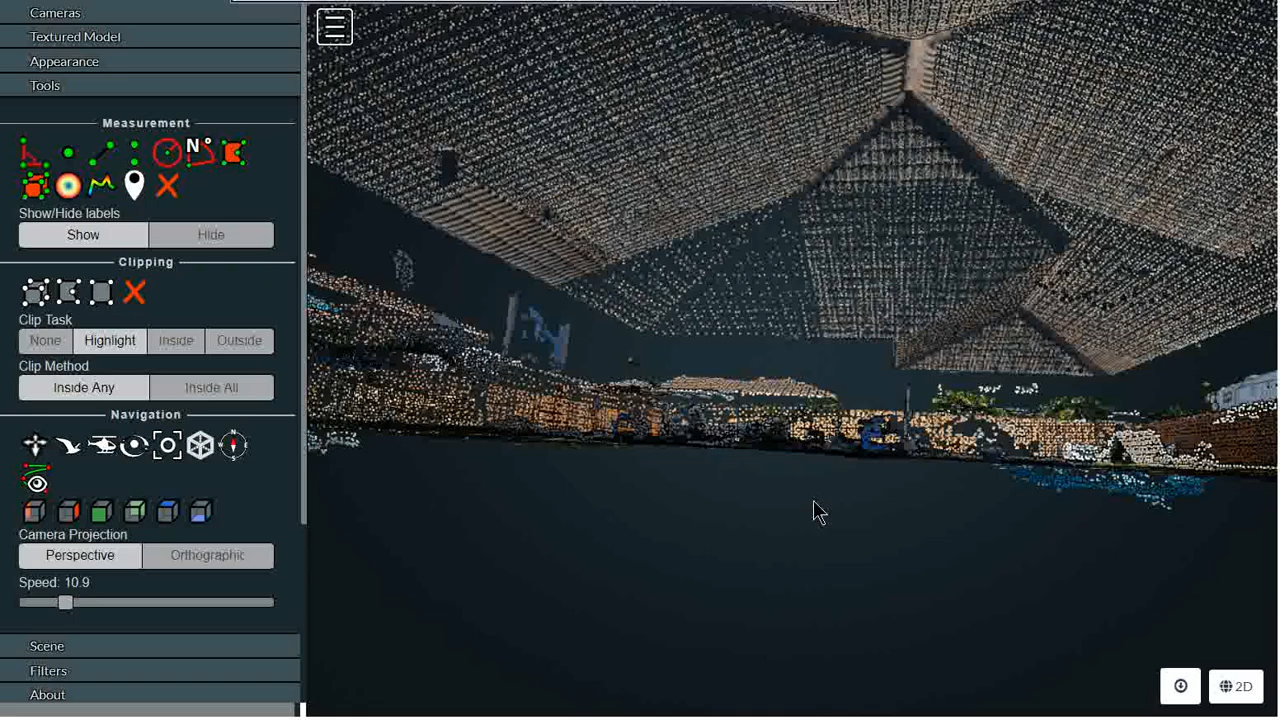 Cameras
Textured Model
Appearance
Tools
Measurement
N °
Show/Hide labels
Show Hide
Clipping
Clip Task
None Highlight Inside Outside
Clip Method
Inside Any Inside All
Navigation
N
S
Camera Projection
Perspective Orthographic
Speed: 10.9
Scene
Filters
About
2D